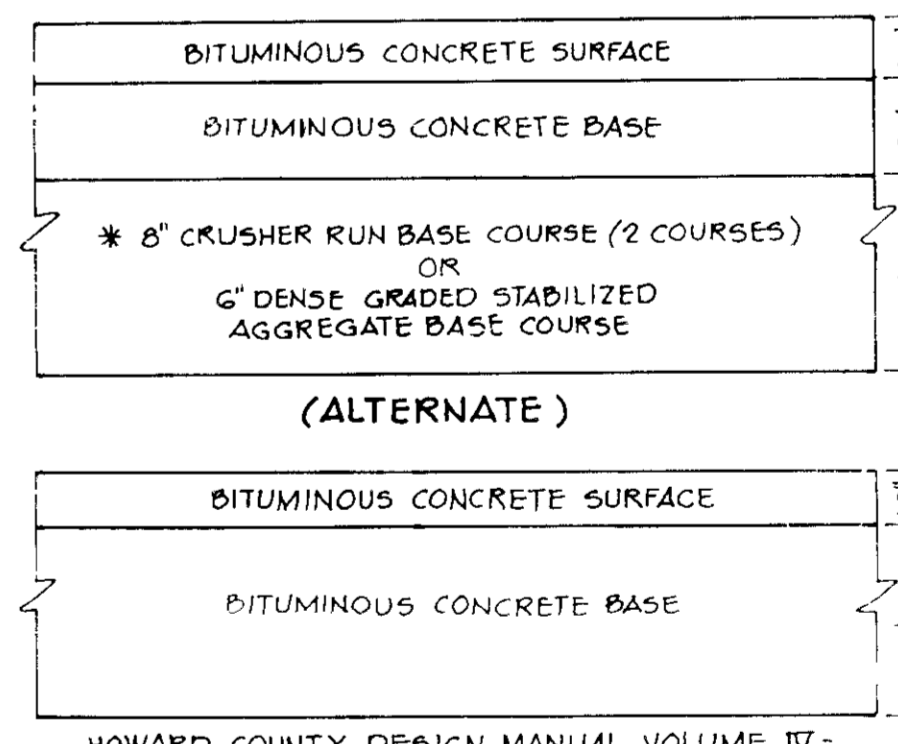 BITUMINOUS CONCRETE SURFACE
BITUMINOUS CONCRETE BASE
* 8" CRUSHER RUN BASE COURSE (2 COURSES)
OR
6" DENSE GRADED STABILIZED
AGGREGATE BASE COURSE
(ALTERNATE)
BITUMINOUS CONCRETE SURFACE
BITUMINOUS CONCRETE BASE
HOWARD COUNTY DESIGN MANUAL VOLUME IV-